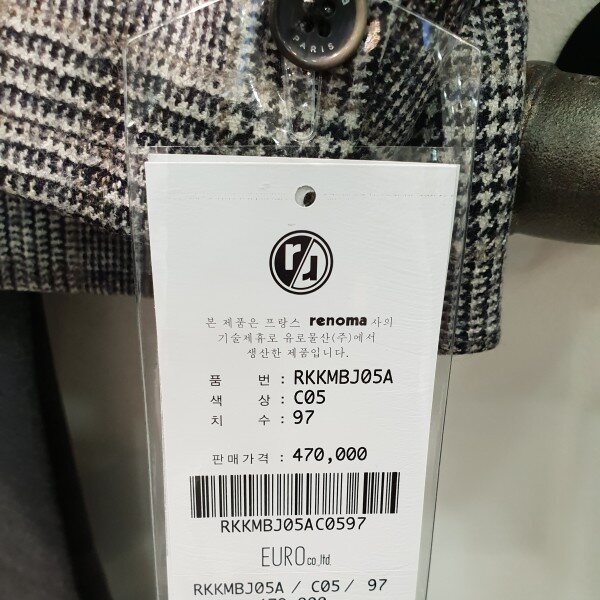 PARIS
본 제품은 프랑스 renoma 사의
기술제휴로 유로물산(주)에서
생산한 제품입니다.
품 번 : RKKMBJ05A
색 상 : C05
치 수 : 97
판매가격 : 470,000
RKKMBJ05AC0597
EURO co.,ltd.
RKKMBJ05A / C05 / 97
470,000